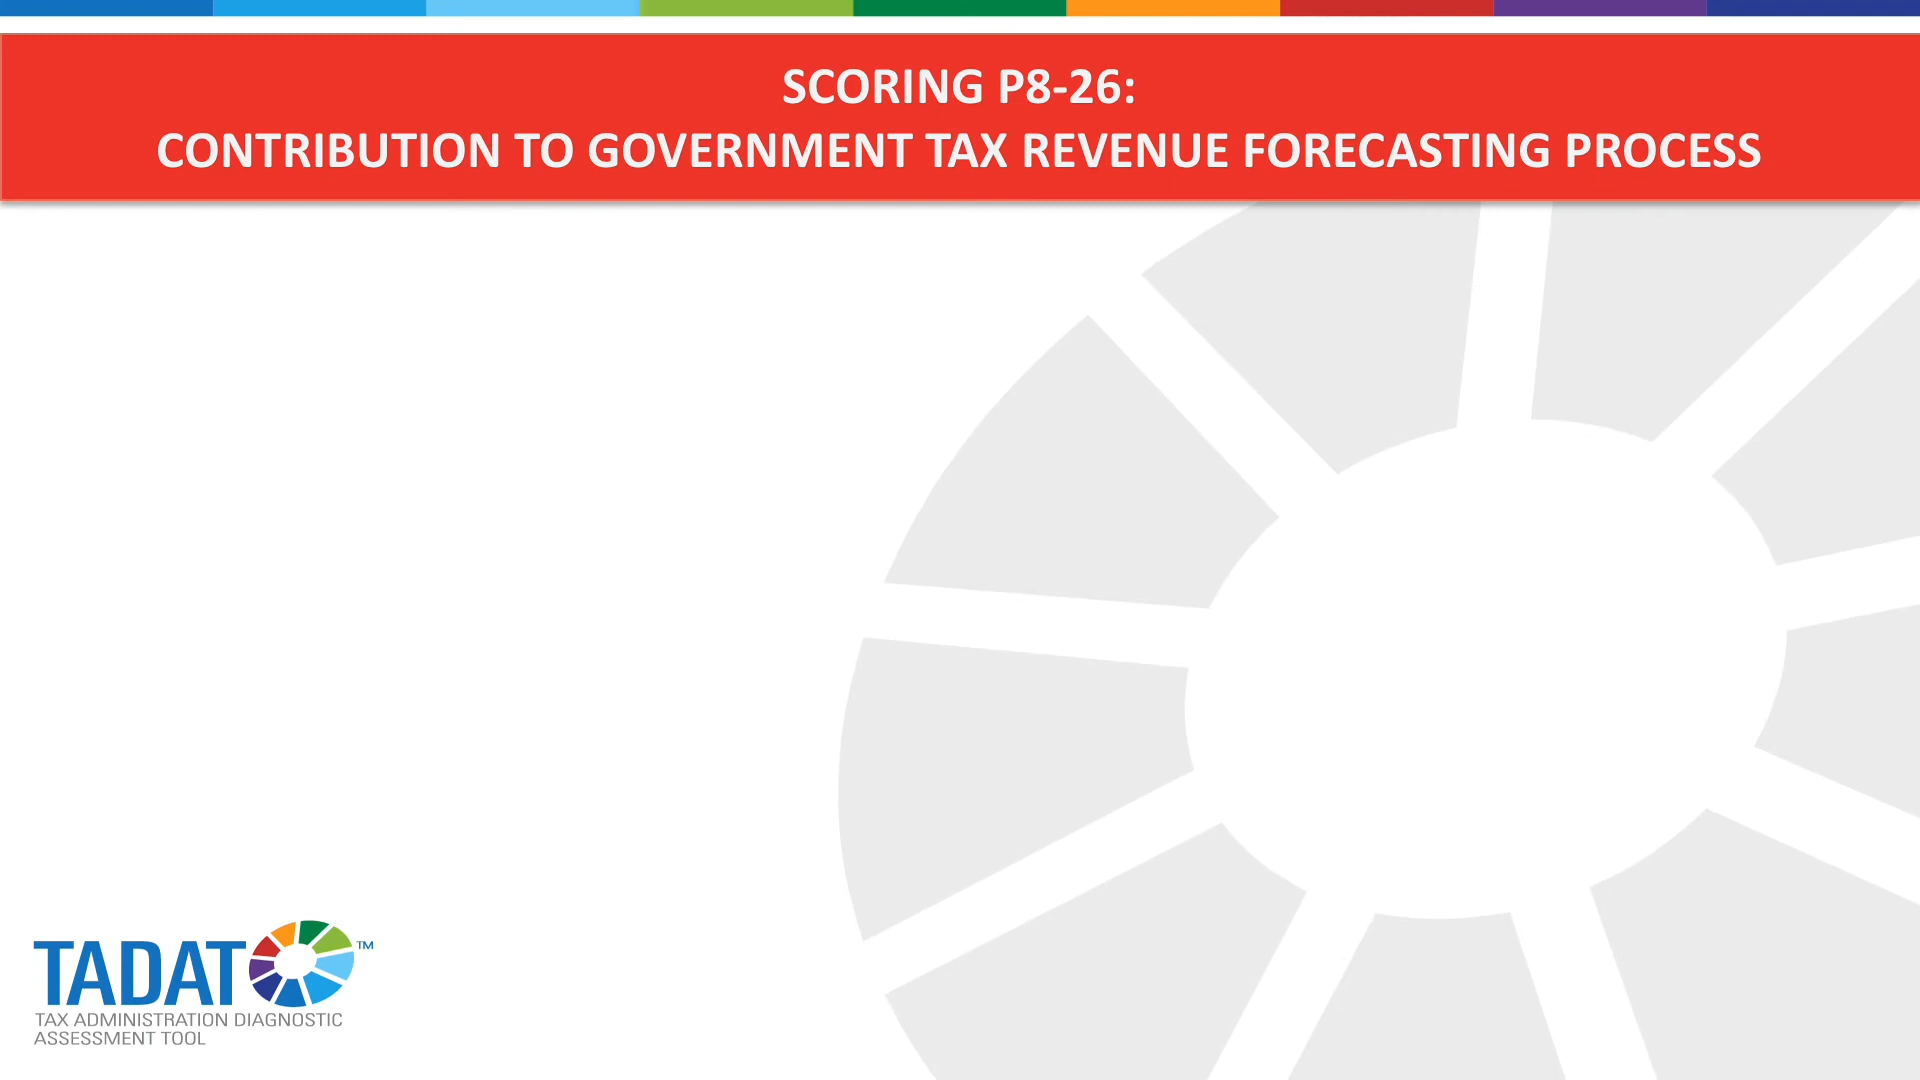 SCORING P8-26:
CONTRIBUTION TO GOVERNMENT TAX REVENUE FORECASTING PROCESS
TADAT™
TAX ADMINISTRATION DIAGNOSTIC
ASSESSMENT TOOL